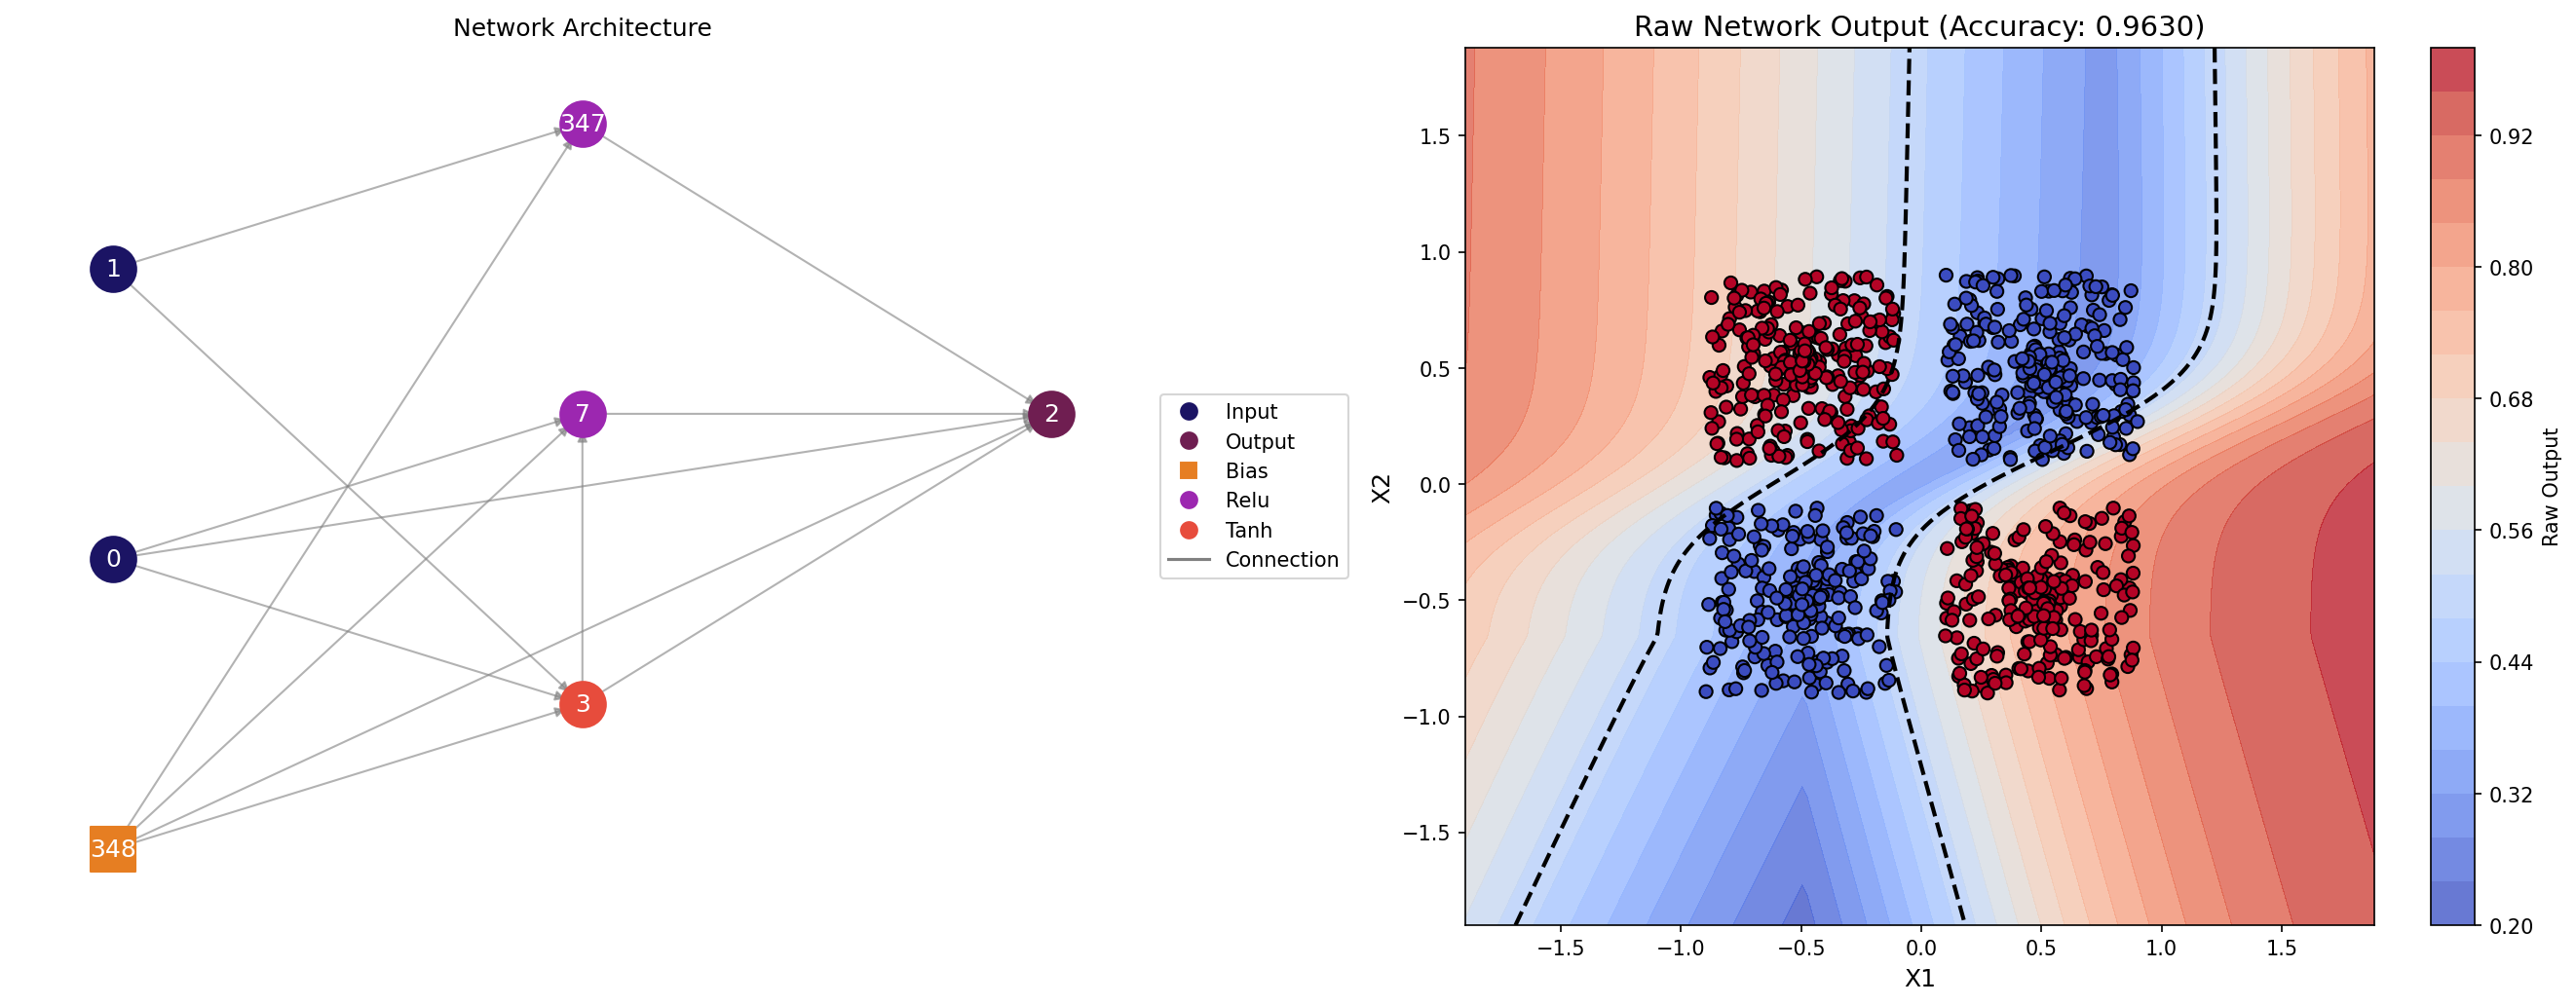 Network Architecture
347
1
7
2
0
3
348
Input
Output
Bias
Relu
Tanh
Connection
Raw Network Output (Accuracy: 0.9630)
X2
1.5
1.0
0.5
0.0
−0.5
−1.0
−1.5
−1.5 −1.0 −0.5 0.0 0.5 1.0 1.5
X1
0.92
0.80
0.68
0.56
0.44
0.32
0.20
Raw Output